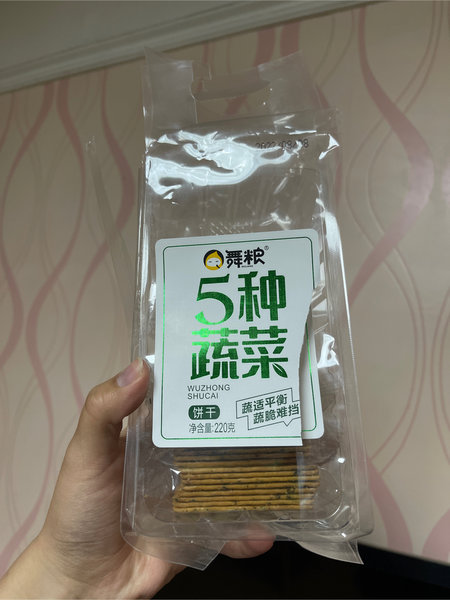 舞粮®
5种
蔬菜
WUZHONG
SHUCAI
饼干
蔬适平衡
蔬脆难挡
净含量:220克